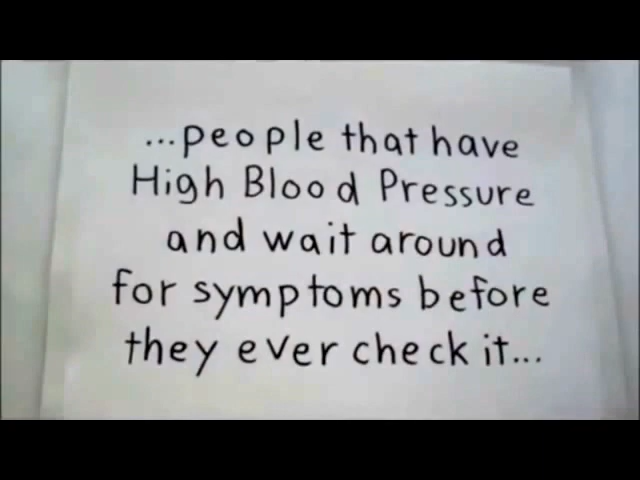 ...people that have
High Blood Pressure
and wait around
for symptoms before
they ever check it...